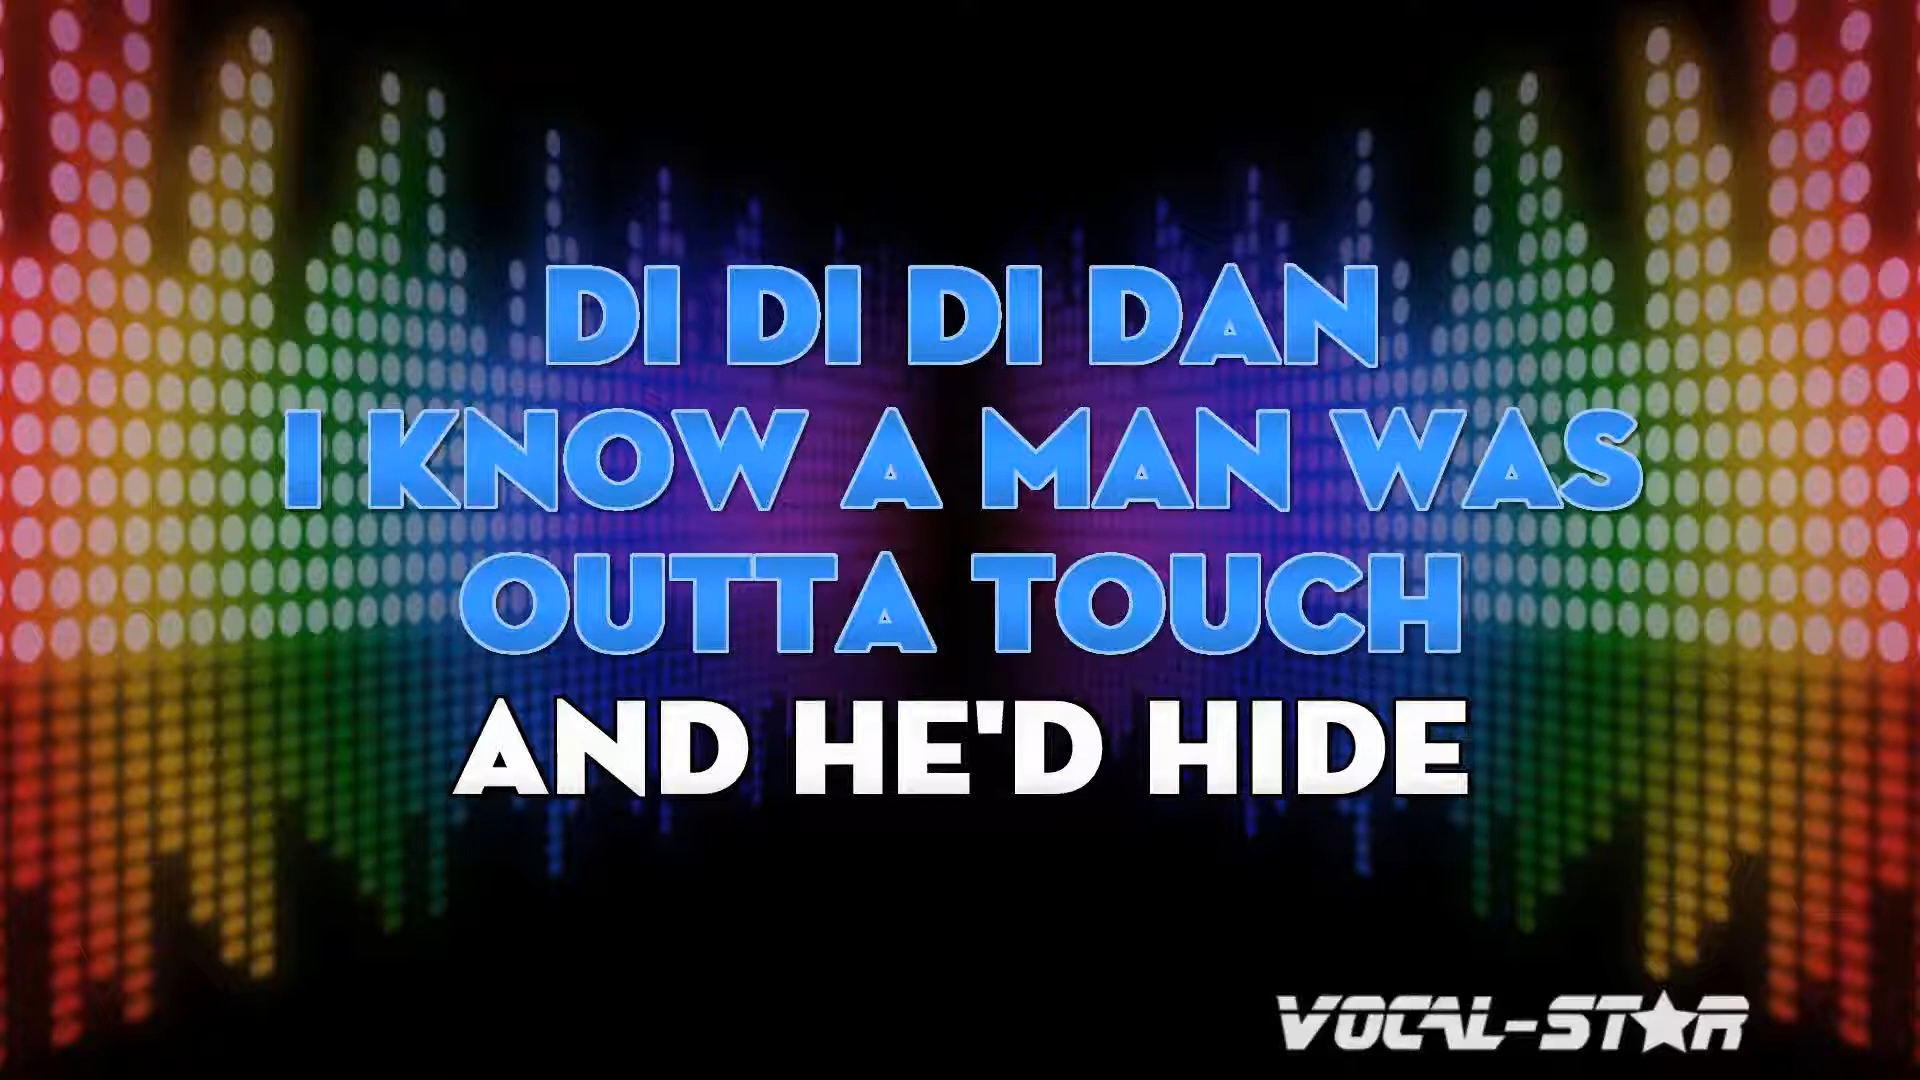 DI DI DI DAN
I KNOW A MAN WAS
OUTTA TOUCH
AND HE'D HIDE
VOCAL-STAR